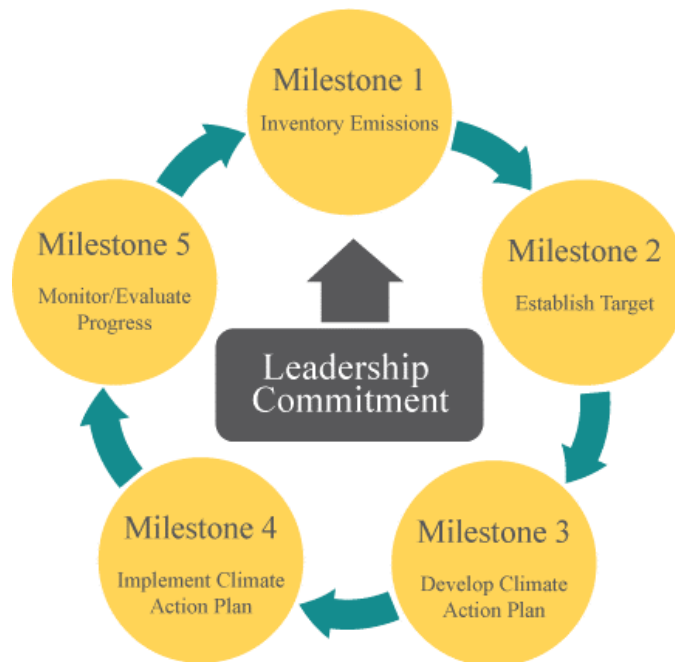 Milestone 1
Inventory Emissions
Milestone 2
Establish Target
Milestone 3
Develop Climate
Action Plan
Milestone 4
Implement Climate
Action Plan
Milestone 5
Monitor/Evaluate
Progress
Leadership
Commitment